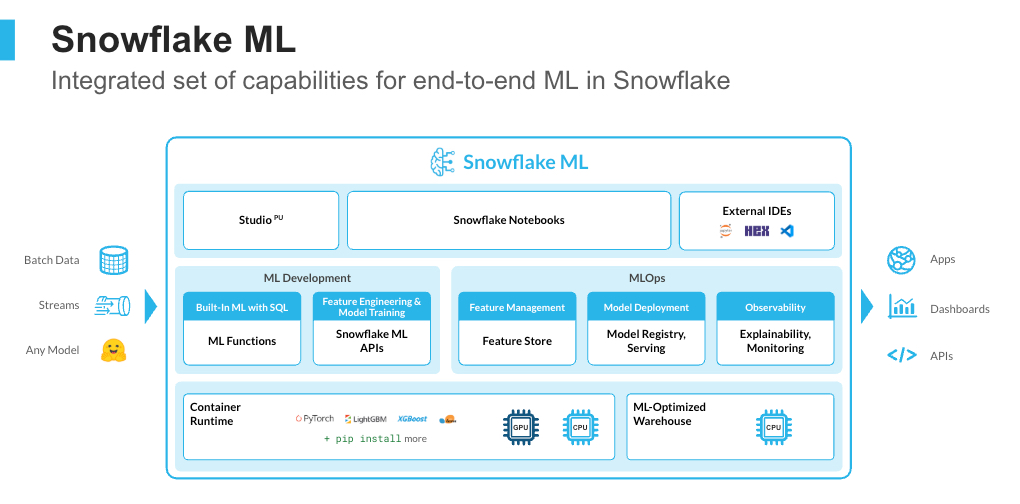 Snowflake ML
Integrated set of capabilities for end-to-end ML in Snowflake
Snowflake ML
Studio PU
Snowflake Notebooks
External IDEs
HEX
Batch Data
Streams
Any Model
ML Development
Built-In ML with SQL
ML Functions
Feature Engineering &
Model Training
Snowflake ML
APIs
MLOps
Feature Management
Feature Store
Model Deployment
Model Registry,
Serving
Observability
Explainability,
Monitoring
Container
Runtime
PyTorch
LightGBM
XGBoost
+ pip install more
GPU
CPU
ML-Optimized
Warehouse
CPU
Apps
Dashboards
APIs